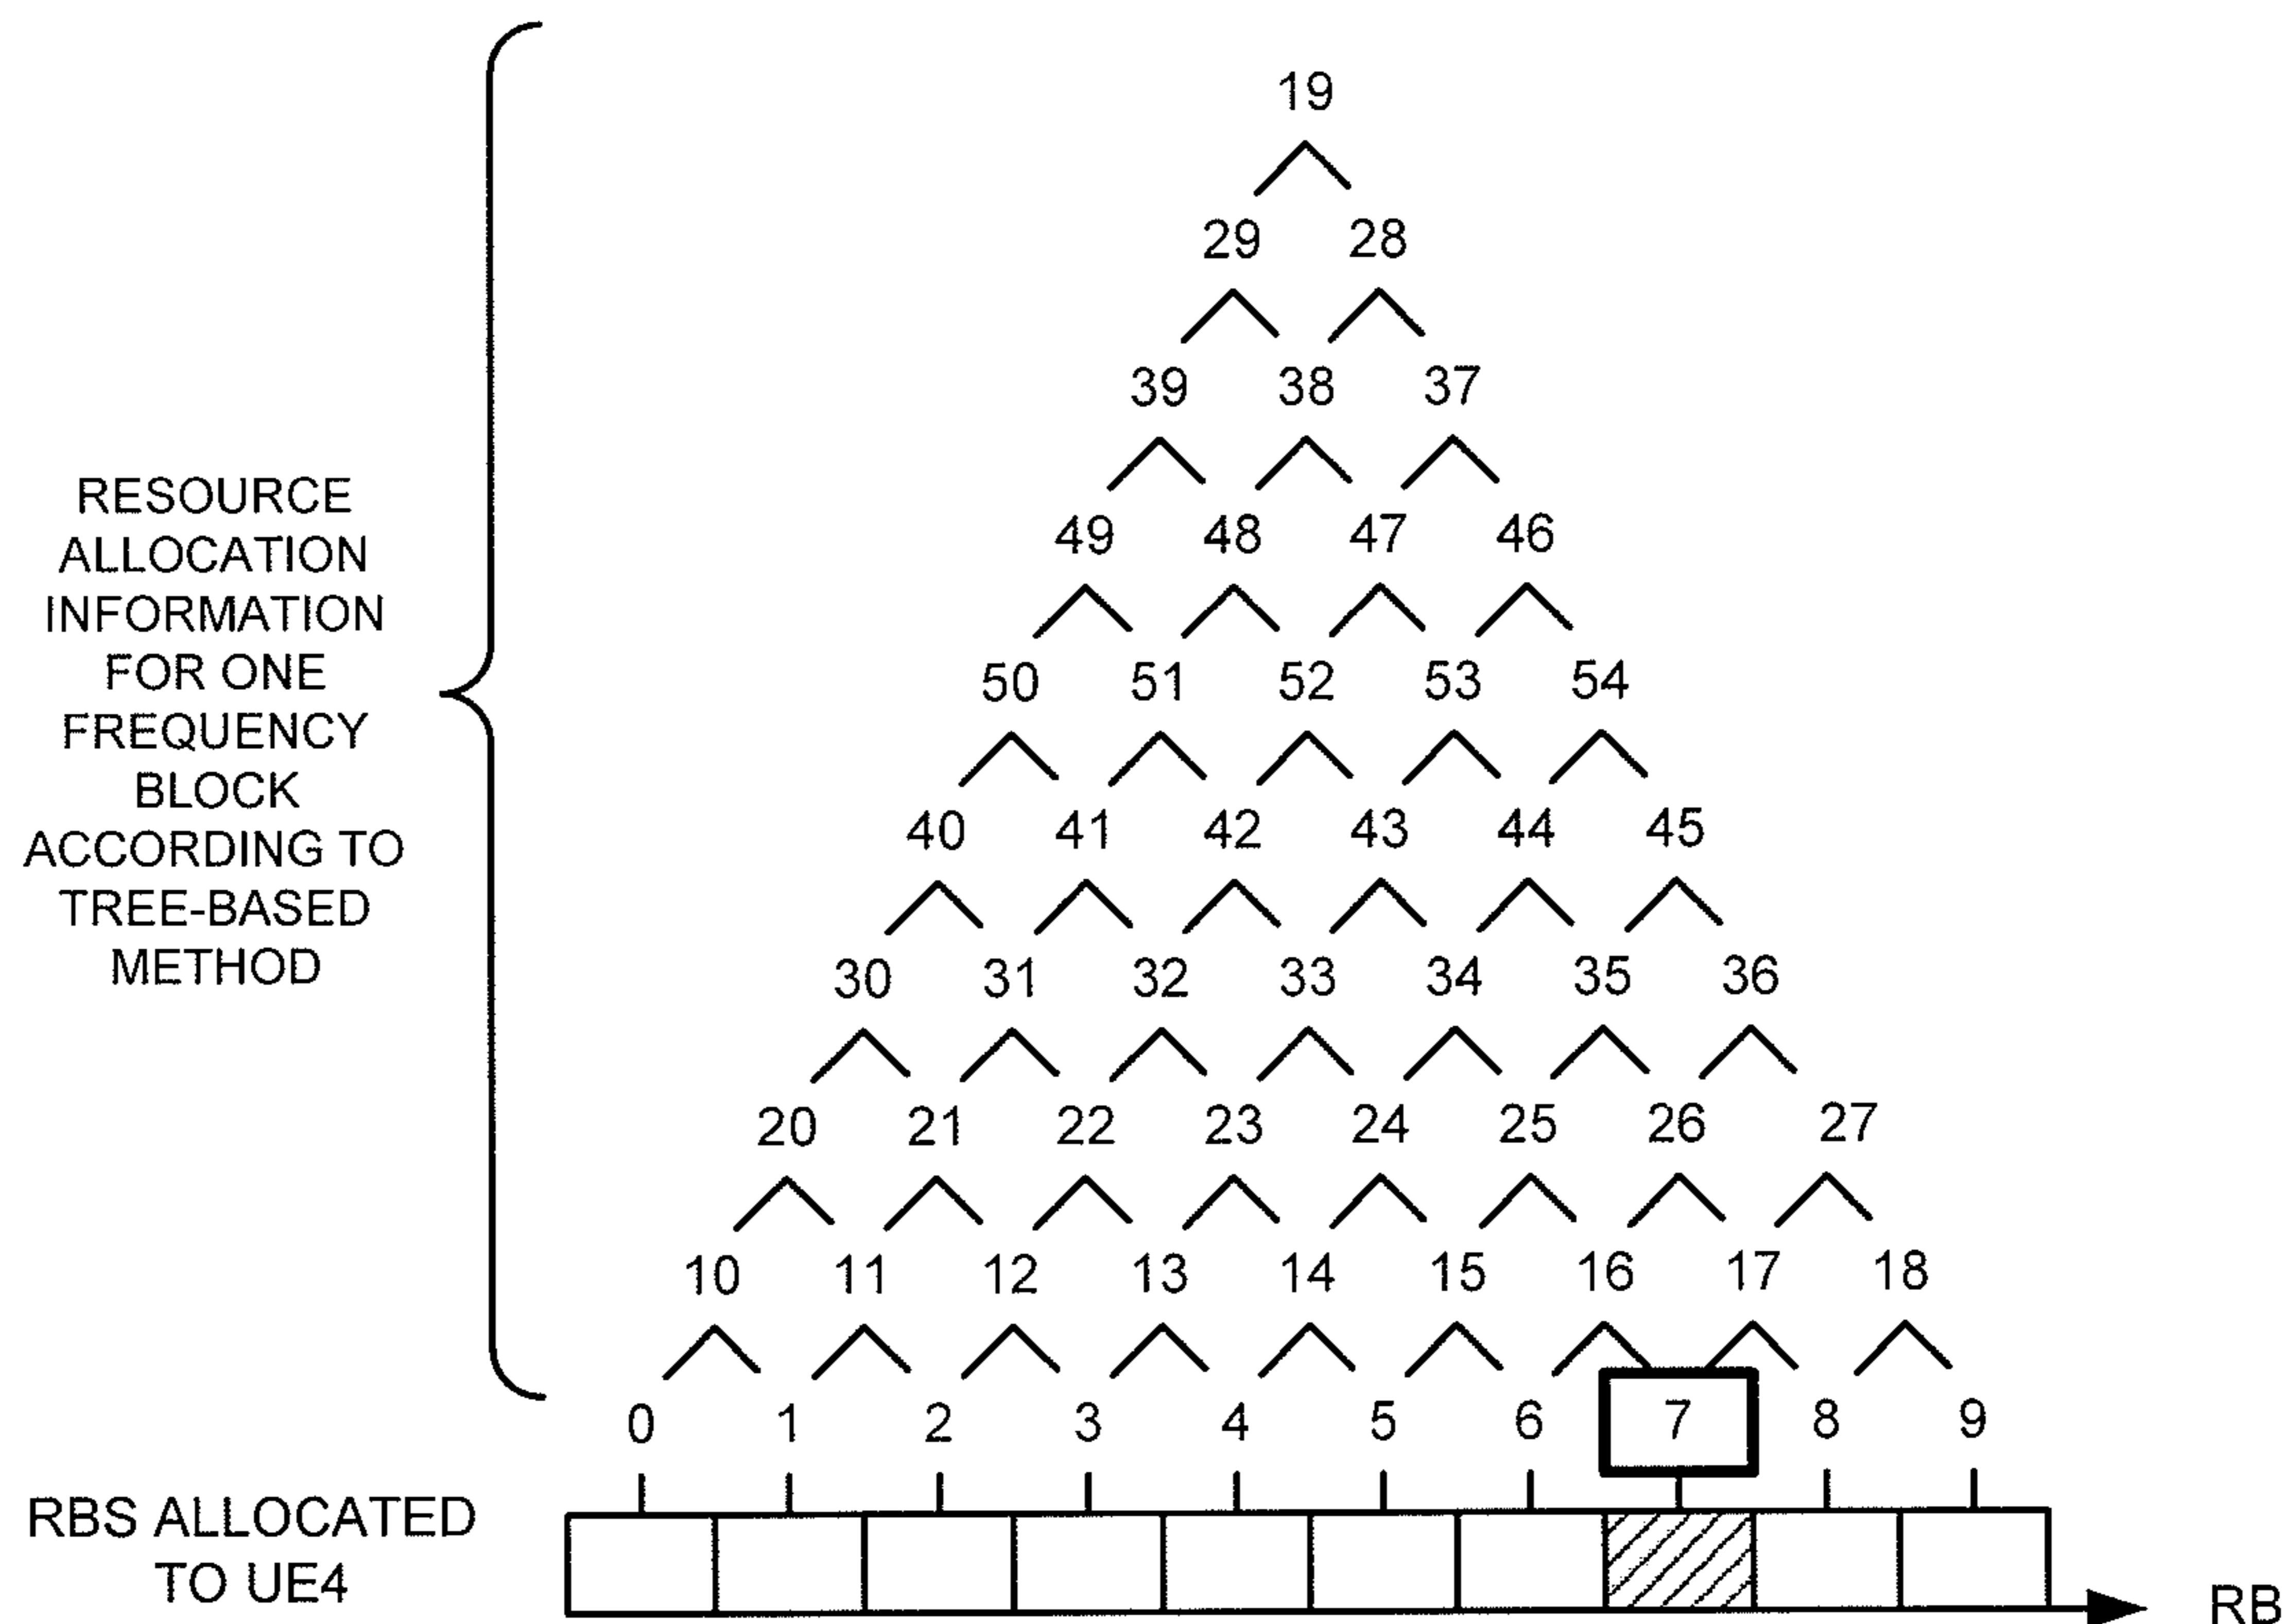 19
29 28
39 38 37
RESOURCE
ALLOCATION
INFORMATION
FOR ONE
FREQUENCY
BLOCK
ACCORDING TO
TREE-BASED
METHOD
49 48 47 46
50 51 52 53 54
40 41 42 43 44 45
30 31 32 33 34 35 36
20 21 22 23 24 25 26 27
10 11 12 13 14 15 16 17 18
0 1 2 3 4 5 6 7 8 9
RBS ALLOCATED
TO UE4
RB